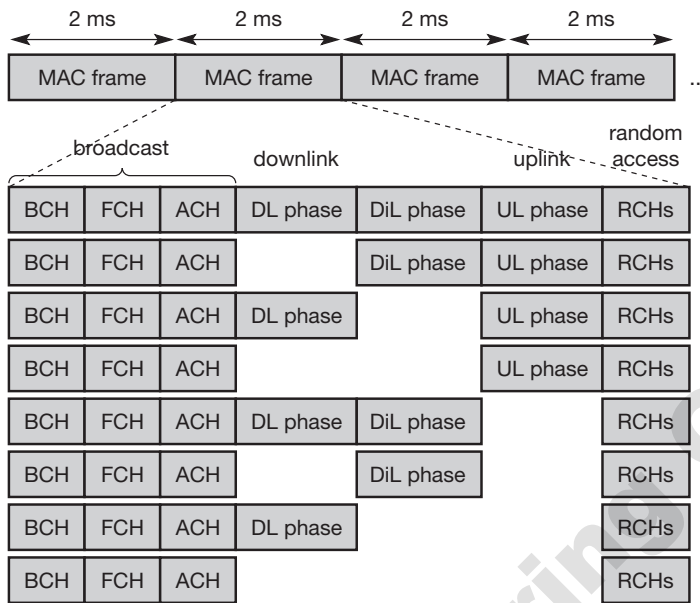 2 ms 2 ms 2 ms 2 ms
MAC frame MAC frame MAC frame MAC frame ..
random
broadcast downlink uplink access
BCH FCH ACH DL phase DiL phase UL phase RCHs
BCH FCH ACH DiL phase UL phase RCHs
BCH FCH ACH DL phase UL phase RCHs
BCH FCH ACH UL phase RCHs
BCH FCH ACH DL phase DiL phase RCHs
BCH FCH ACH DiL phase RCHs
BCH FCH ACH DL phase RCHs
BCH FCH ACH RCHs